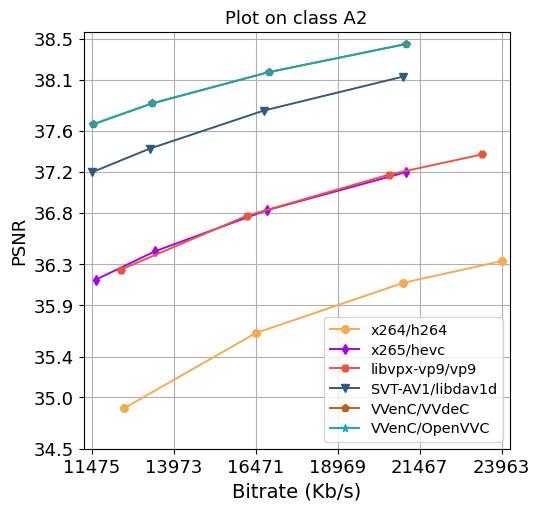 Plot on class A2
38.5
38.1
37.6
37.2
36.8
36.3
35.9
35.4
35.0
34.5
PSNR
x264/h264
x265/hevc
libvpx-vp9/vp9
SVT-AV1/libdav1d
VVenC/VVdeC
VVenC/OpenVVC
11475 13973 16471 18969 21467 23963
Bitrate (Kb/s)